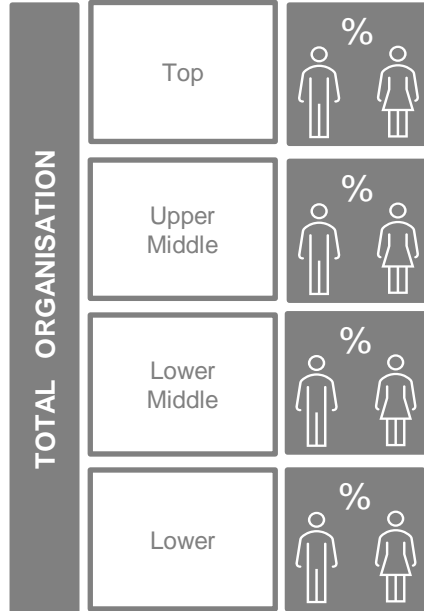 TOTAL ORGANISATION
Top
%
Upper
Middle
%
Lower
Middle
%
Lower
%